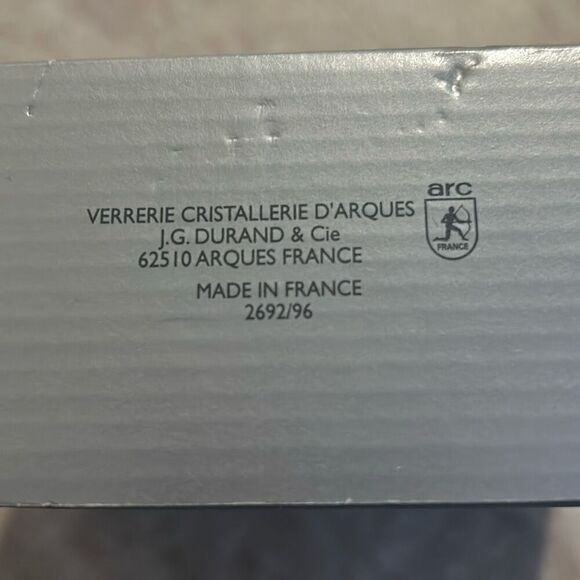 arc
VERRERIE CRISTALLERIE D'ARQUES
J.G. DURAND & Cie
FRANCE
62510 ARQUES FRANCE
MADE IN FRANCE
2692/96